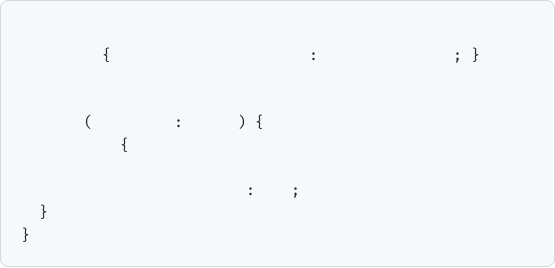 { : ; }
( : ) {
{
: ;
}
}